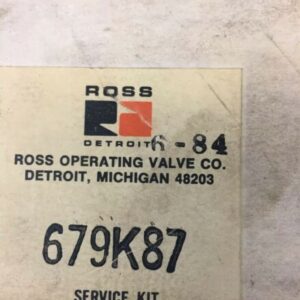 ROSS
DETROIT
6-84
ROSS OPERATING VALVE CO.
DETROIT, MICHIGAN 48203
679K87
SERVICE KIT